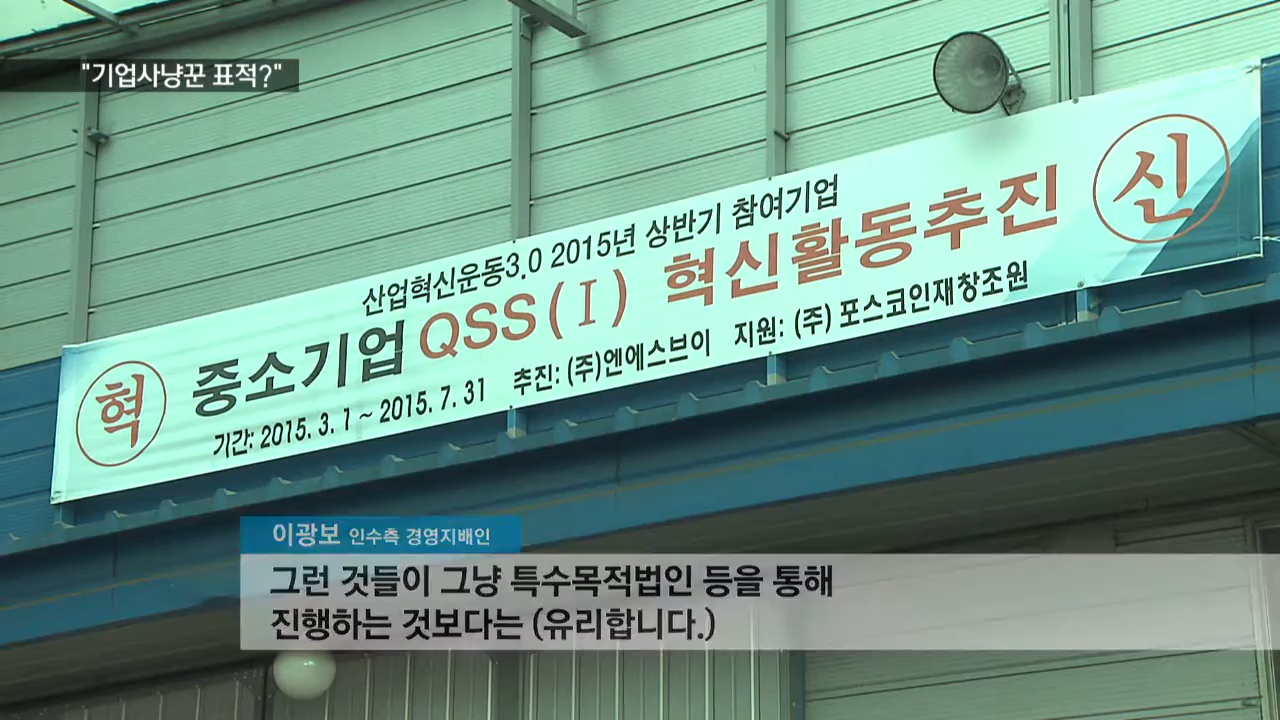 "기업사냥꾼 표적?"
산업혁신운동3.0 2015년 상반기 참여기업
혁 중소기업 QSS(Ⅰ) 혁신활동추진 신
기간: 2015. 3. 1 ~ 2015. 7. 31 추진: (주)엔에스브이 지원: (주) 포스코인재창조원
이광보 인수측 경영지배인
그런 것들이 그냥 특수목적법인 등을 통해
진행하는 것보다는 (유리합니다.)